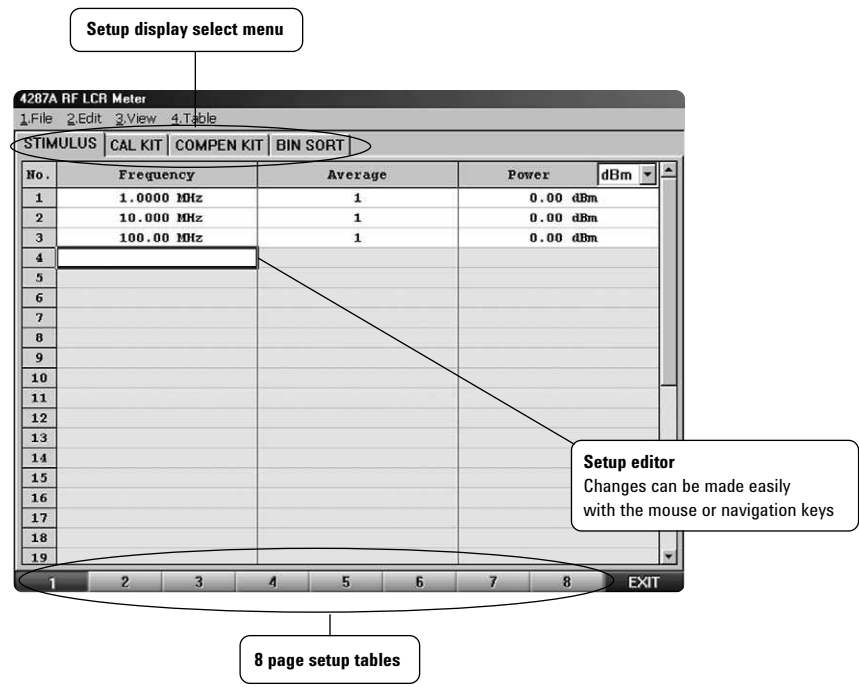 Setup display select menu
4287A RF LCR Meter
1.File 2.Edit 3.View 4.Table
STIMULUS CAL KIT COMPEN KIT BIN SORT
No. Frequency Average Power dBm
1 1.0000 MHz 1 0.00 dBm
2 10.000 MHz 1 0.00 dBm
3 100.00 MHz 1 0.00 dBm
4
5
6
7
8
9
10
11
12
13
14
15
16
17
18
19
Setup editor
Changes can be made easily
with the mouse or navigation keys
1 2 3 4 5 6 7 8 EXIT
8 page setup tables